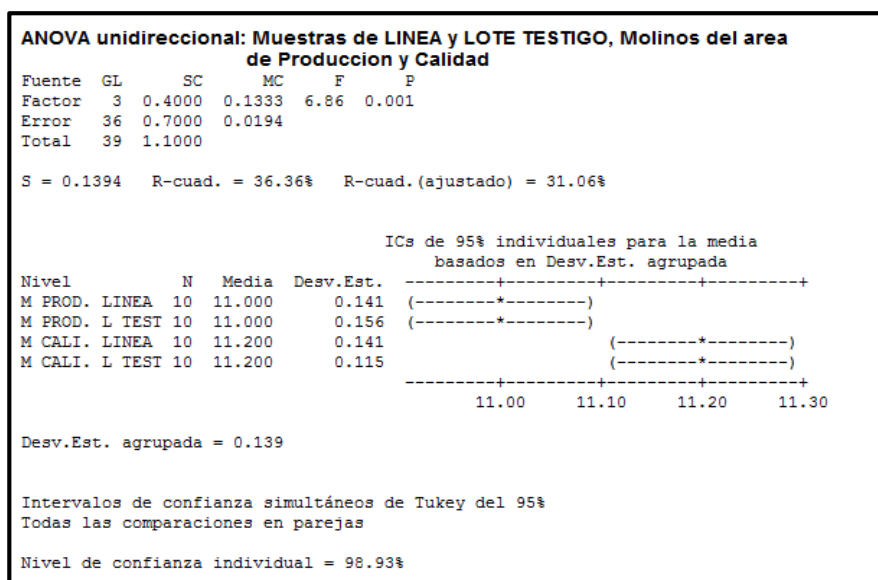 ANOVA unidireccional: Muestras de LINEA y LOTE TESTIGO, Molinos del area
de Produccion y Calidad
Fuente GL SC MC F P
Factor 3 0.4000 0.1333 6.86 0.001
Error 36 0.7000 0.0194
Total 39 1.1000
S = 0.1394 R-cuad. = 36.36% R-cuad.(ajustado) = 31.06%
ICs de 95% individuales para la media
basados en Desv.Est. agrupada
Nivel N Media Desv.Est. ---------+---------+---------+---------+
M PROD. LINEA 10 11.000 0.141 (--------*--------)
M PROD. L TEST 10 11.000 0.156 (--------*--------)
M CALI. LINEA 10 11.200 0.141 (--------*--------)
M CALI. L TEST 10 11.200 0.115 (--------*--------)
---------+---------+---------+---------+
11.00 11.10 11.20 11.30
Desv.Est. agrupada = 0.139
Intervalos de confianza simultáneos de Tukey del 95%
Todas las comparaciones en parejas
Nivel de confianza individual = 98.93%